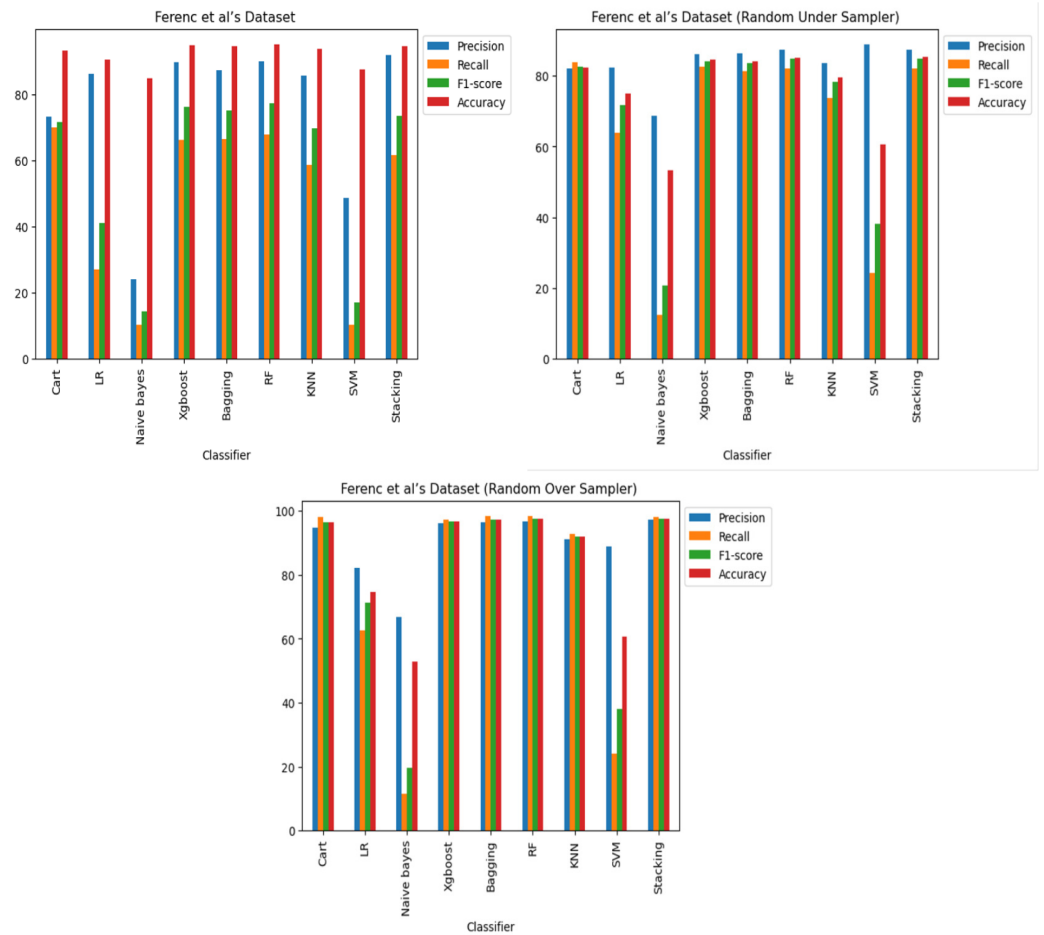 Ferenc et al’s Dataset
Precision
Recall
F1-score
Accuracy
80
60
40
20
0
Cart
LR
Naive bayes
Xgboost
Bagging
RF
KNN
SVM
Stacking
Classifier
Ferenc et al’s Dataset (Random Under Sampler)
Precision
Recall
F1-score
Accuracy
80
60
40
20
0
Cart
LR
Naive bayes
Xgboost
Bagging
RF
KNN
SVM
Stacking
Classifier
Ferenc et al’s Dataset (Random Over Sampler)
Precision
Recall
F1-score
Accuracy
100
80
60
40
20
0
Cart
LR
Naive bayes
Xgboost
Bagging
RF
KNN
SVM
Stacking
Classifier